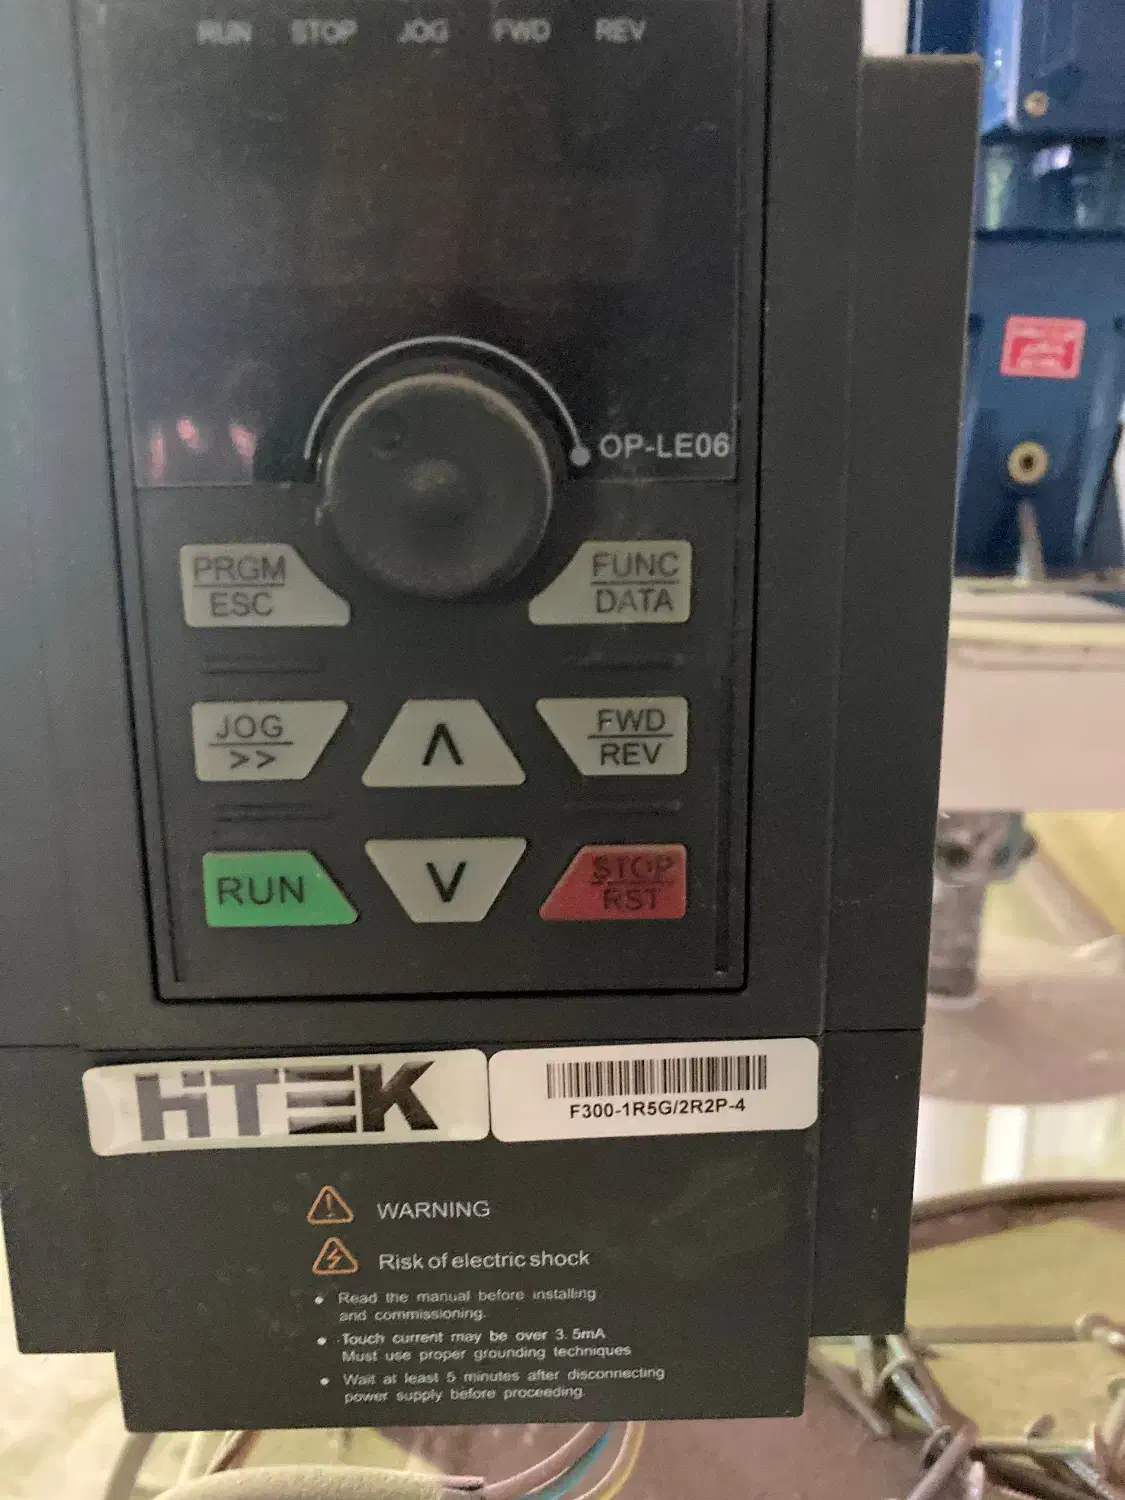 RUN STOP JOG FWD REV
OP-LE06
PRGM
ESC
FUNC
DATA
JOG
>>
Λ
FWD
REV
RUN
V
STOP
RST
HTEK
F300-1R5G/2R2P-4
WARNING
Risk of electric shock
• Read the manual before installing
and commissioning.
• Touch current may be over 3.5mA
Must use proper grounding techniques
• Wait at least 5 minutes after disconnecting
power supply before proceeding.